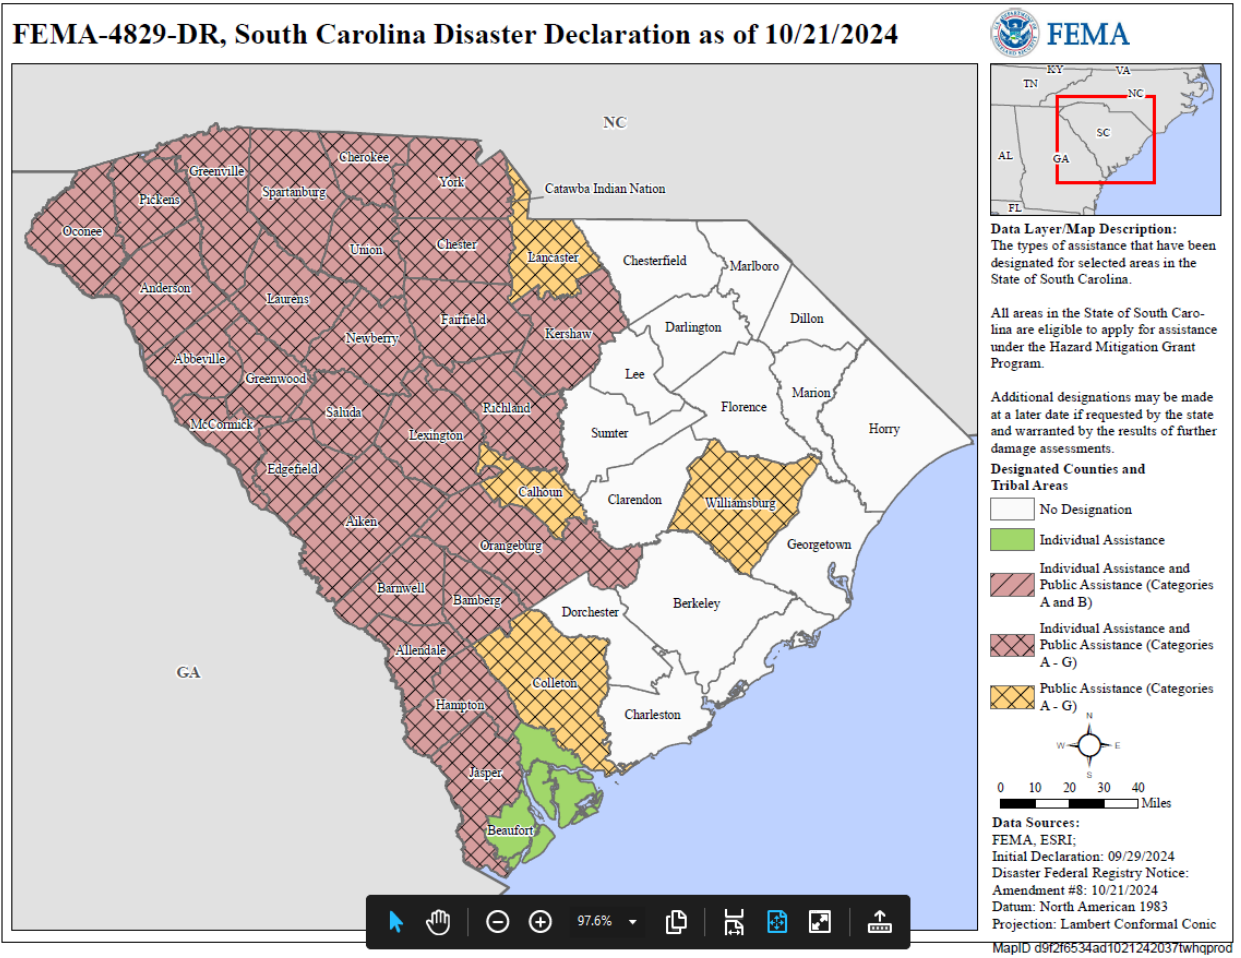 FEMA-4829-DR, South Carolina Disaster Declaration as of 10/21/2024
FEMA
KY
VA
TN
NC
SC
AL
GA
FL
NC
Cherokee
Greenville
York
Spartanburg
Pickens
Catawba Indian Nation
Oconee
Union
Chester
Lancaster
Chesterfield
Marlboro
Anderson
Laurens
Fairfield
Kershaw
Darlington
Dillon
Newberry
Abbeville
Greenwood
Lee
Marion
Saluda
Richland
Florence
McCormick
Lexington
Sumter
Horry
Edgefield
Calhoun
Clarendon
Williamsburg
Aiken
Orangeburg
Georgetown
Barnwell
Bamberg
Dorchester
Berkeley
Allendale
GA
Colleton
Hampton
Charleston
Jasper
Beaufort
Data Layer/Map Description:
The types of assistance that have been
designated for selected areas in the
State of South Carolina.
All areas in the State of South Caro-
lina are eligible to apply for assistance
under the Hazard Mitigation Grant
Program.
Additional designations may be made
at a later date if requested by the state
and warranted by the results of further
damage assessments.
Designated Counties and
Tribal Areas
No Designation
Individual Assistance
Individual Assistance and
Public Assistance (Categories
A and B)
Individual Assistance and
Public Assistance (Categories
A - G)
Public Assistance (Categories
A - G)
N
W E
S
0 10 20 30 40
Miles
Data Sources:
FEMA, ESRI;
Initial Declaration: 09/29/2024
Disaster Federal Registry Notice:
Amendment #8: 10/21/2024
Datum: North American 1983
Projection: Lambert Conformal Conic
MapID d9f2f6534ad1021242037twhqprod
97.6%